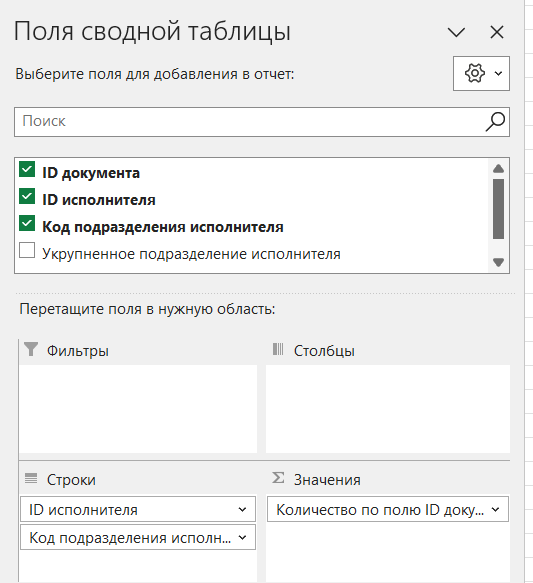 Поля сводной таблицы
Выберите поля для добавления в отчет:
Поиск
ID документа
ID исполнителя
Код подразделения исполнителя
Укрупненное подразделение исполнителя
Перетащите поля в нужную область:
Фильтры
Столбцы
Строки
Σ Значения
ID исполнителя
Количество по полю ID доку...
Код подразделения исполн...